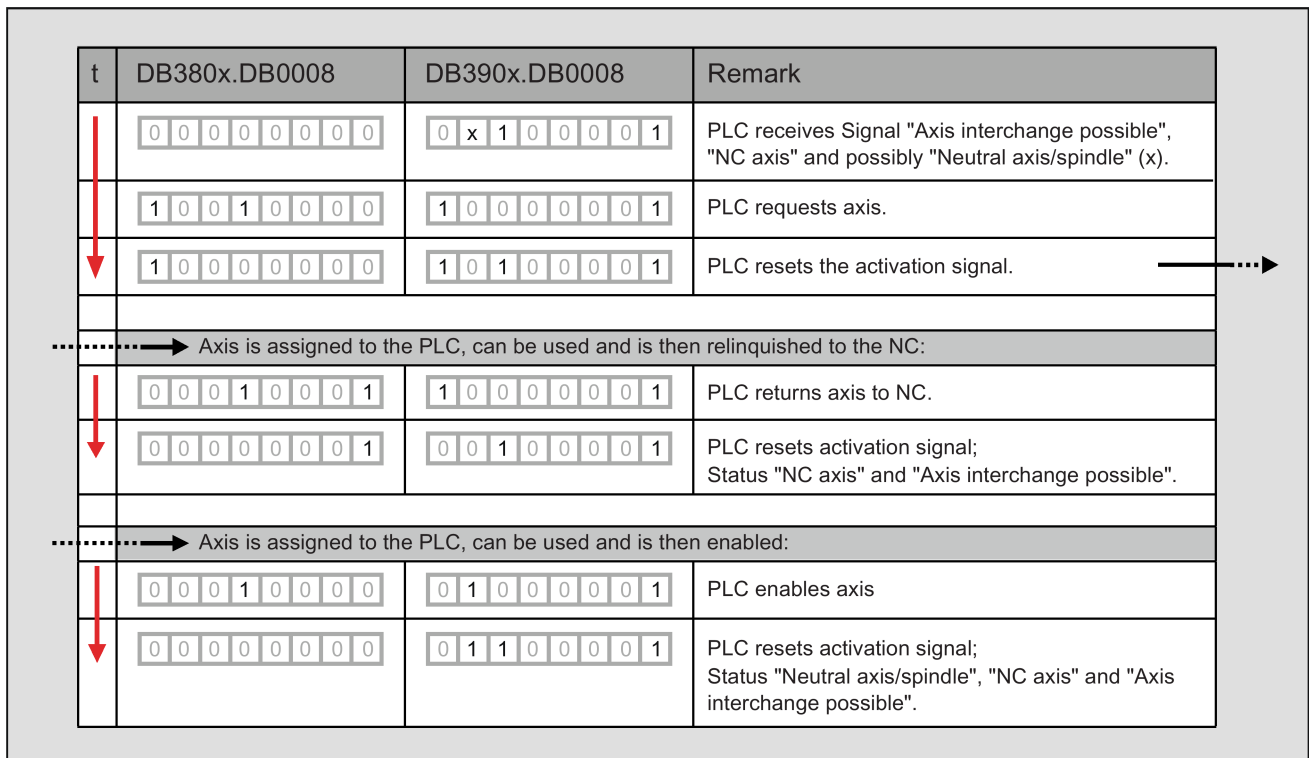 t DB380x.DB0008 DB390x.DB0008 Remark
0 0 0 0 0 0 0 0 0 x 1 0 0 0 0 1 PLC receives Signal "Axis interchange possible",
"NC axis" and possibly "Neutral axis/spindle" (x).
1 0 0 1 0 0 0 0 1 0 0 0 0 0 0 1 PLC requests axis.
1 0 0 0 0 0 0 0 1 0 1 0 0 0 0 1 PLC resets the activation signal.
Axis is assigned to the PLC, can be used and is then relinquished to the NC:
0 0 0 1 0 0 0 1 1 0 0 0 0 0 0 1 PLC returns axis to NC.
0 0 0 0 0 0 0 1 0 0 1 0 0 0 0 1 PLC resets activation signal;
Status "NC axis" and "Axis interchange possible".
Axis is assigned to the PLC, can be used and is then enabled:
0 0 0 1 0 0 0 0 0 1 0 0 0 0 0 1 PLC enables axis
0 0 0 0 0 0 0 0 0 1 1 0 0 0 0 1 PLC resets activation signal;
Status "Neutral axis/spindle", "NC axis" and "Axis
interchange possible".